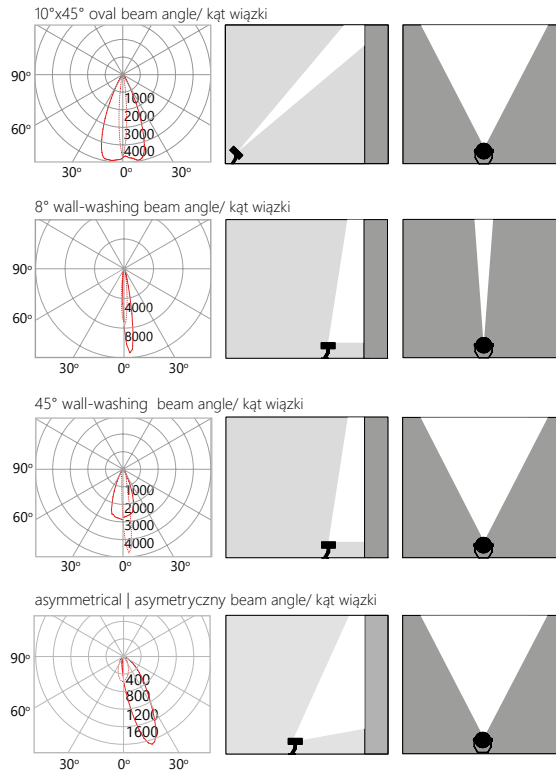 10°x45° oval beam angle/ kąt wiązki
90°
1000
2000
60°
3000
4000
30° 0° 30°
8° wall-washing beam angle/ kąt wiązki
90°
4000
60°
8000
30° 0° 30°
45° wall-washing beam angle/ kąt wiązki
90°
1000
2000
60°
3000
4000
30° 0° 30°
asymmetrical | asymetryczny beam angle/ kąt wiązki
90°
400
800
60°
1200
1600
30° 0° 30°